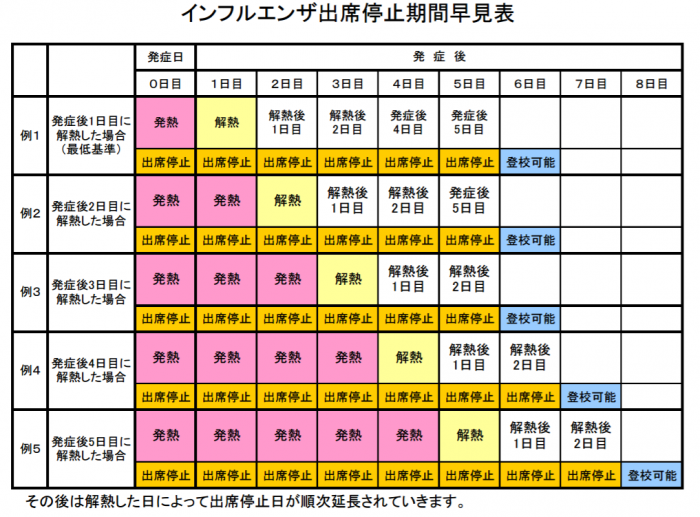 インフルエンザ出席停止期間早見表
発症日 発症後
0日目 1日目 2日目 3日目 4日目 5日目 6日目 7日目 8日目
例1 発症後1日目に
解熱した場合
(最低基準)
発熱 解熱 解熱後
1日目 解熱後
2日目 発症後
4日目 発症後
5日目
出席停止 出席停止 出席停止 出席停止 出席停止 出席停止 登校可能
例2 発症後2日目に
解熱した場合
発熱 発熱 解熱 解熱後
1日目 解熱後
2日目 発症後
5日目
出席停止 出席停止 出席停止 出席停止 出席停止 出席停止 登校可能
例3 発症後3日目に
解熱した場合
発熱 発熱 発熱 解熱 解熱後
1日目 解熱後
2日目
出席停止 出席停止 出席停止 出席停止 出席停止 出席停止 登校可能
例4 発症後4日目に
解熱した場合
発熱 発熱 発熱 発熱 解熱 解熱後
1日目 解熱後
2日目
出席停止 出席停止 出席停止 出席停止 出席停止 出席停止 出席停止 登校可能
例5 発症後5日目に
解熱した場合
発熱 発熱 発熱 発熱 発熱 解熱 解熱後
1日目 解熱後
2日目
出席停止 出席停止 出席停止 出席停止 出席停止 出席停止 出席停止 出席停止 登校可能
その後は解熱した日によって出席停止日が順次延長されていきます。